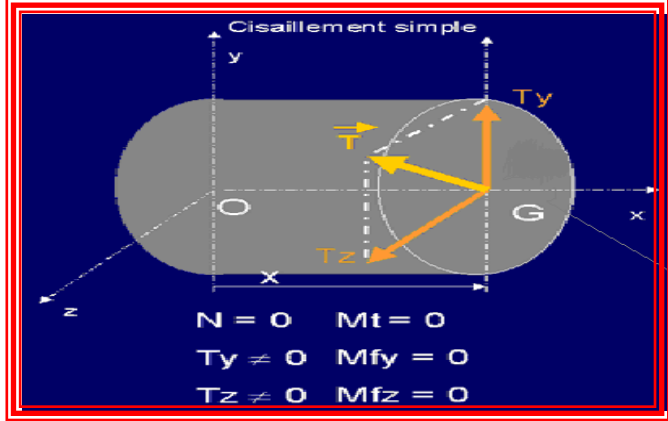 Cisaillement simple
y
Ty
T
O
G
x
Tz
X
z
N = 0 Mt = 0
Ty ≠ 0 Mfy = 0
Tz ≠ 0 Mfz = 0